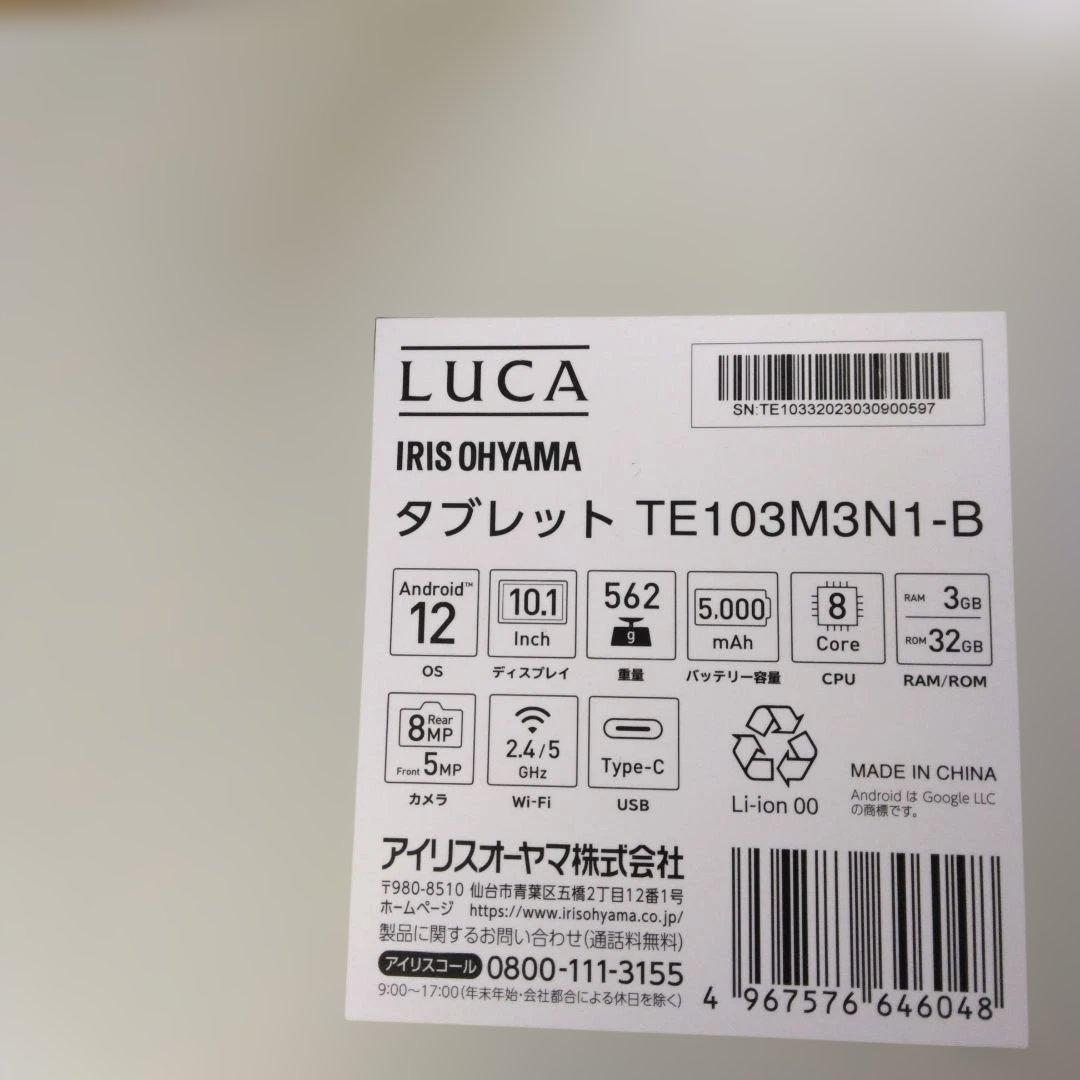 LUCA
SN:TE10332023030900597
IRIS OHYAMA
タブレット TE103M3N1-B
Android™
12
OS
10.1
Inch
ディスプレイ
562
g
重量
5,000
mAh
バッテリー容量
8
Core
CPU
RAM 3GB
ROM 32GB
RAM/ROM
Rear
8MP
Front 5MP
カメラ
2.4/5
GHz
Wi-Fi
Type-C
USB
Li-ion 00
MADE IN CHINA
Android は Google LLC
の商標です。
アイリスオーヤマ株式会社
〒980-8510 仙台市青葉区五橋2丁目12番1号
ホームページ https://www.irisohyama.co.jp/
製品に関するお問い合わせ(通話料無料)
アイリスコール 0800-111-3155
9:00～17:00(年末年始・会社都合による休日を除く)
4 967576 646048